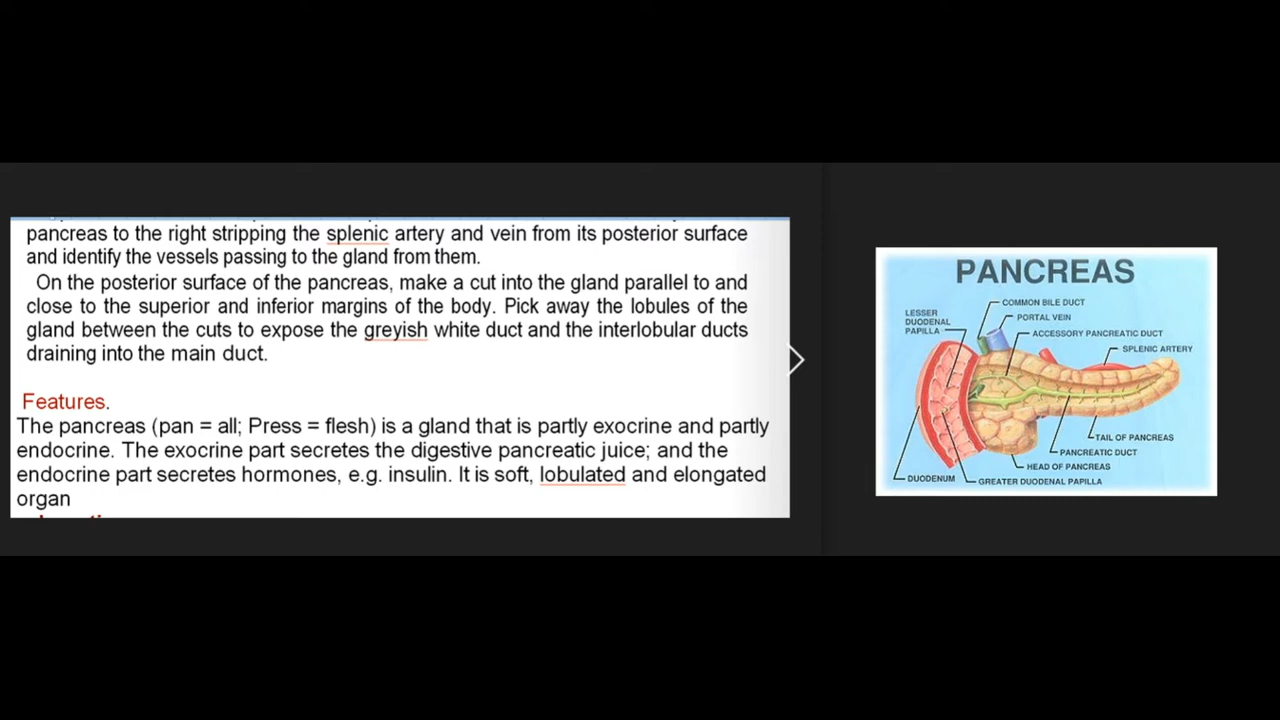 pancreas to the right stripping the splenic artery and vein from its posterior surface
and identify the vessels passing to the gland from them.
On the posterior surface of the pancreas, make a cut into the gland parallel to and
close to the superior and inferior margins of the body. Pick away the lobules of the
gland between the cuts to expose the greyish white duct and the interlobular ducts
draining into the main duct.
Features.
The pancreas (pan = all; Press = flesh) is a gland that is partly exocrine and partly
endocrine. The exocrine part secretes the digestive pancreatic juice; and the
endocrine part secretes hormones, e.g. insulin. It is soft, lobulated and elongated
organ
PANCREAS
COMMON BILE DUCT
LESSER
DUODENAL
PAPILLA
PORTAL VEIN
ACCESSORY PANCREATIC DUCT
SPLENIC ARTERY
TAIL OF PANCREAS
PANCREATIC DUCT
HEAD OF PANCREAS
DUODENUM
GREATER DUODENAL PAPILLA